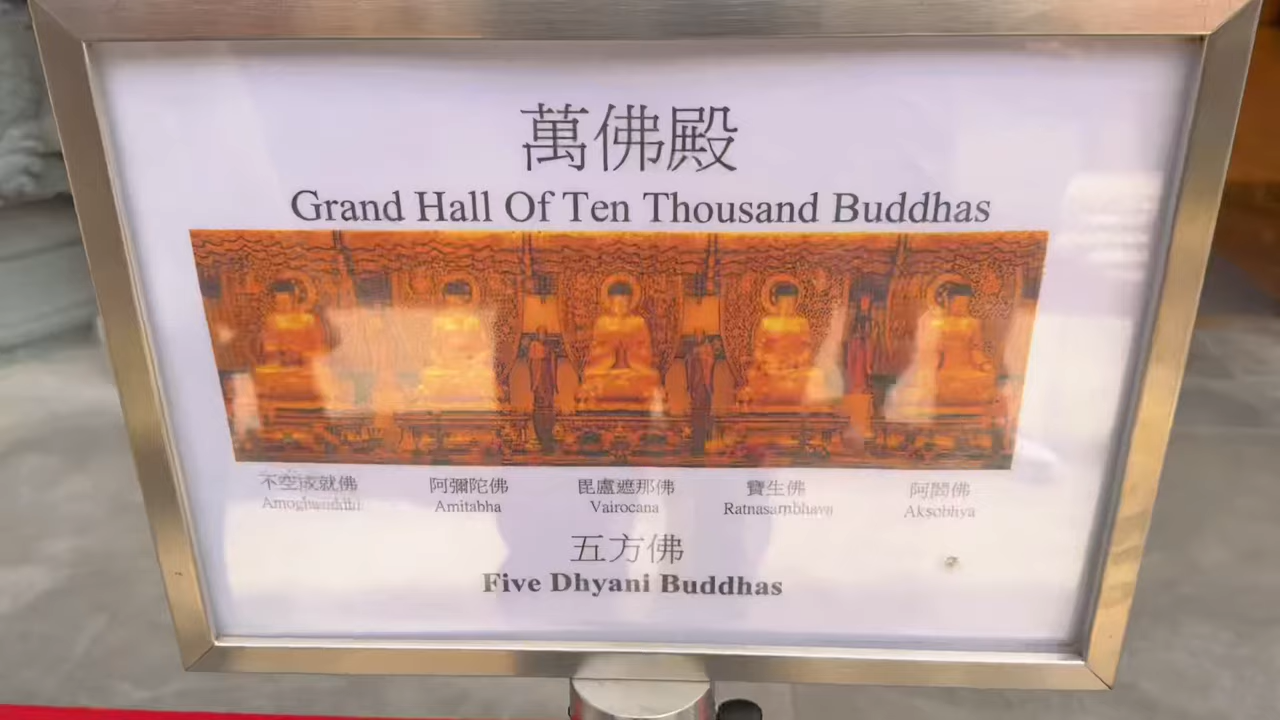 萬佛殿
Grand Hall Of Ten Thousand Buddhas
不空成就佛 阿彌陀佛 毘盧遮那佛 寶生佛 阿閦佛
Amoghasiddhi Amitabha Vairocana Ratnasambhava Aksobhya
五方佛
Five Dhyani Buddhas